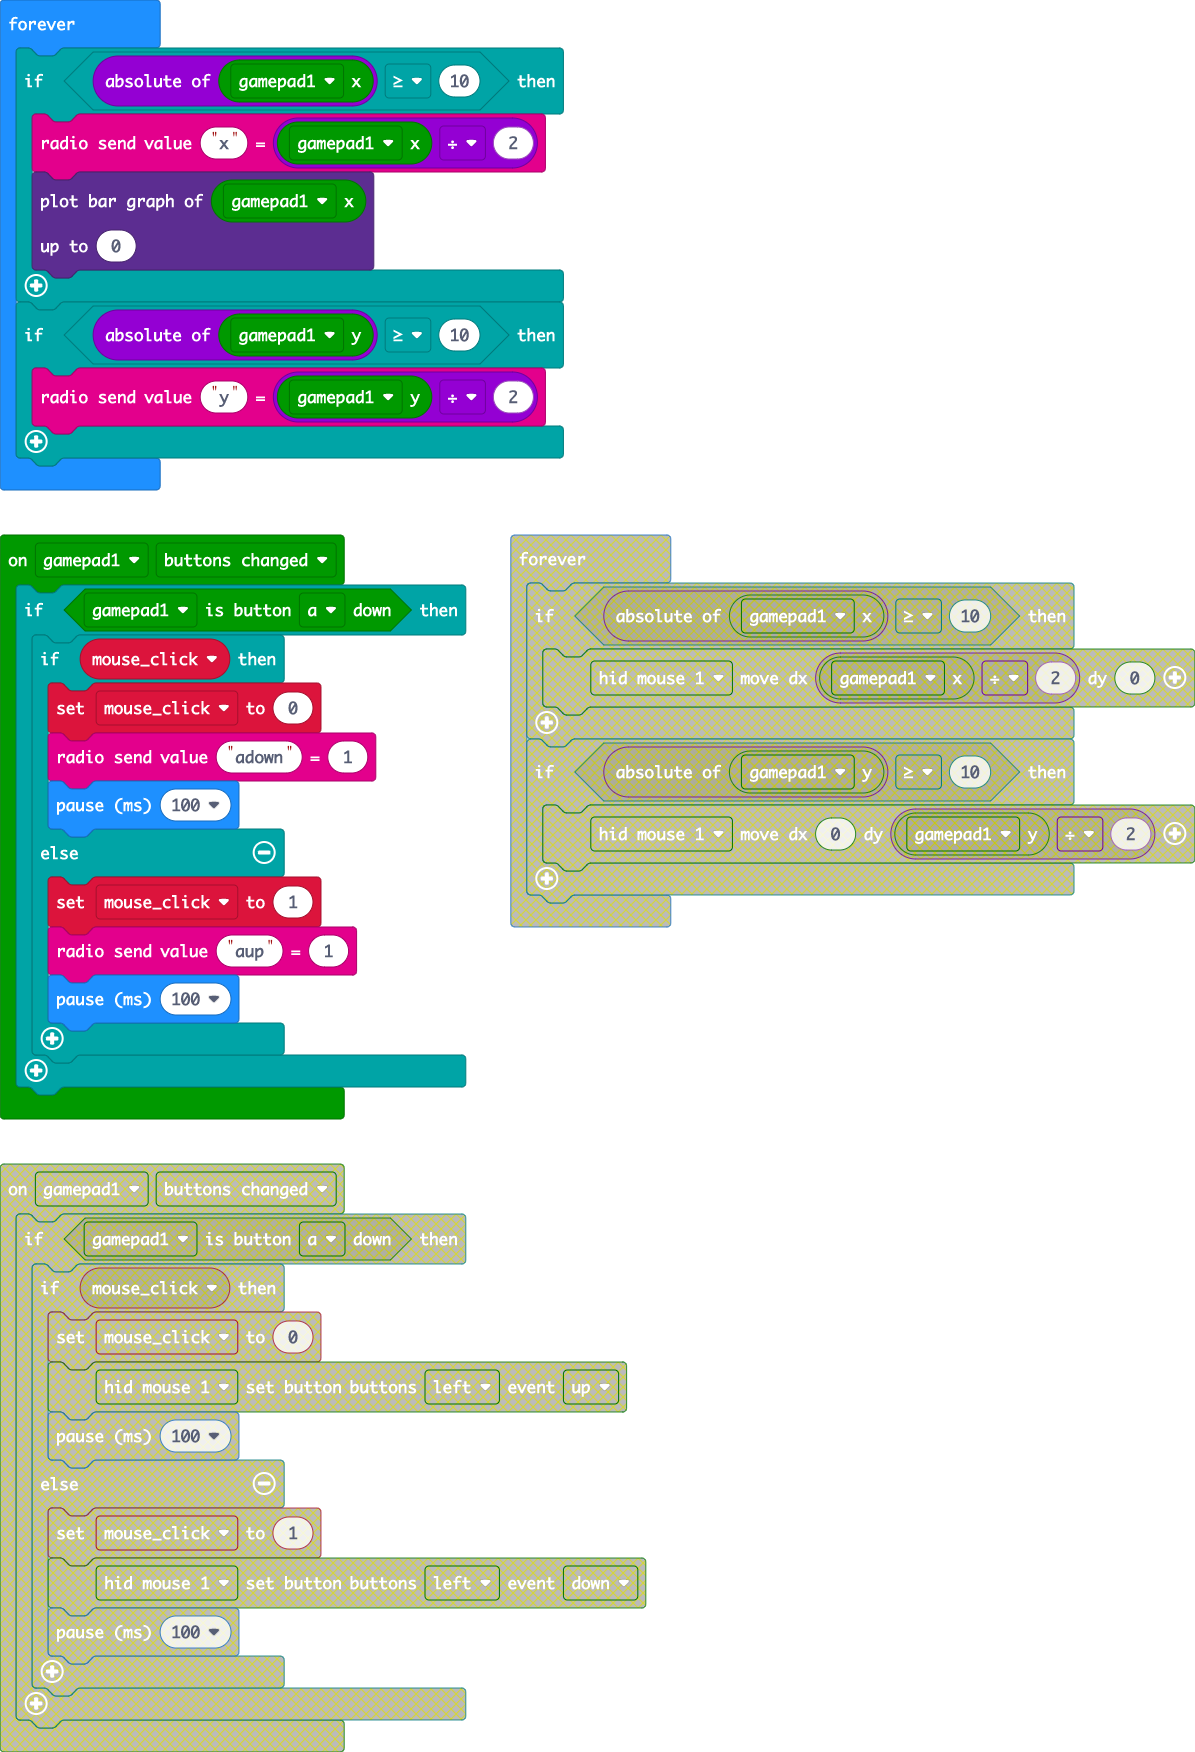 forever
if absolute of gamepad1 x ≥ 10 then
radio send value "x" = gamepad1 x ÷ 2
plot bar graph of gamepad1 x
up to 0
if absolute of gamepad1 y ≥ 10 then
radio send value "y" = gamepad1 y ÷ 2
on gamepad1 buttons changed
if gamepad1 is button a down then
if mouse_click then
set mouse_click to 0
radio send value "adown" = 1
pause (ms) 100
else
set mouse_click to 1
radio send value "aup" = 1
pause (ms) 100
forever
if absolute of gamepad1 x ≥ 10 then
hid mouse 1 move dx gamepad1 x ÷ 2 dy 0
if absolute of gamepad1 y ≥ 10 then
hid mouse 1 move dx 0 dy gamepad1 y ÷ 2
on gamepad1 buttons changed
if gamepad1 is button a down then
if mouse_click then
set mouse_click to 0
hid mouse 1 set button buttons left event up
pause (ms) 100
else
set mouse_click to 1
hid mouse 1 set button buttons left event down
pause (ms) 100